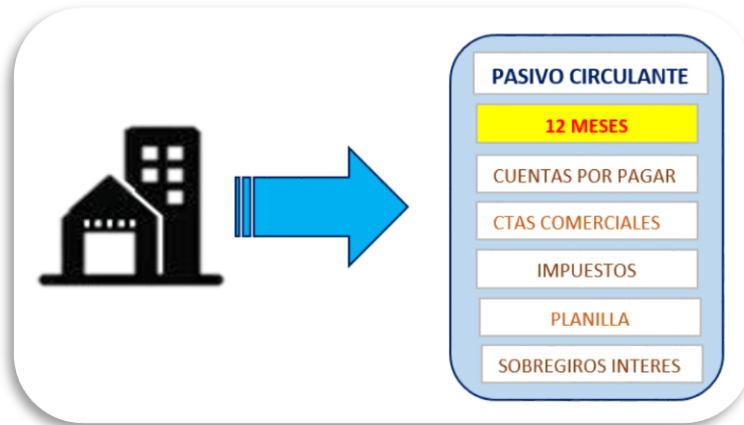 PASIVO CIRCULANTE
12 MESES
CUENTAS POR PAGAR
CTAS COMERCIALES
IMPUESTOS
PLANILLA
SOBREGIROS INTERES